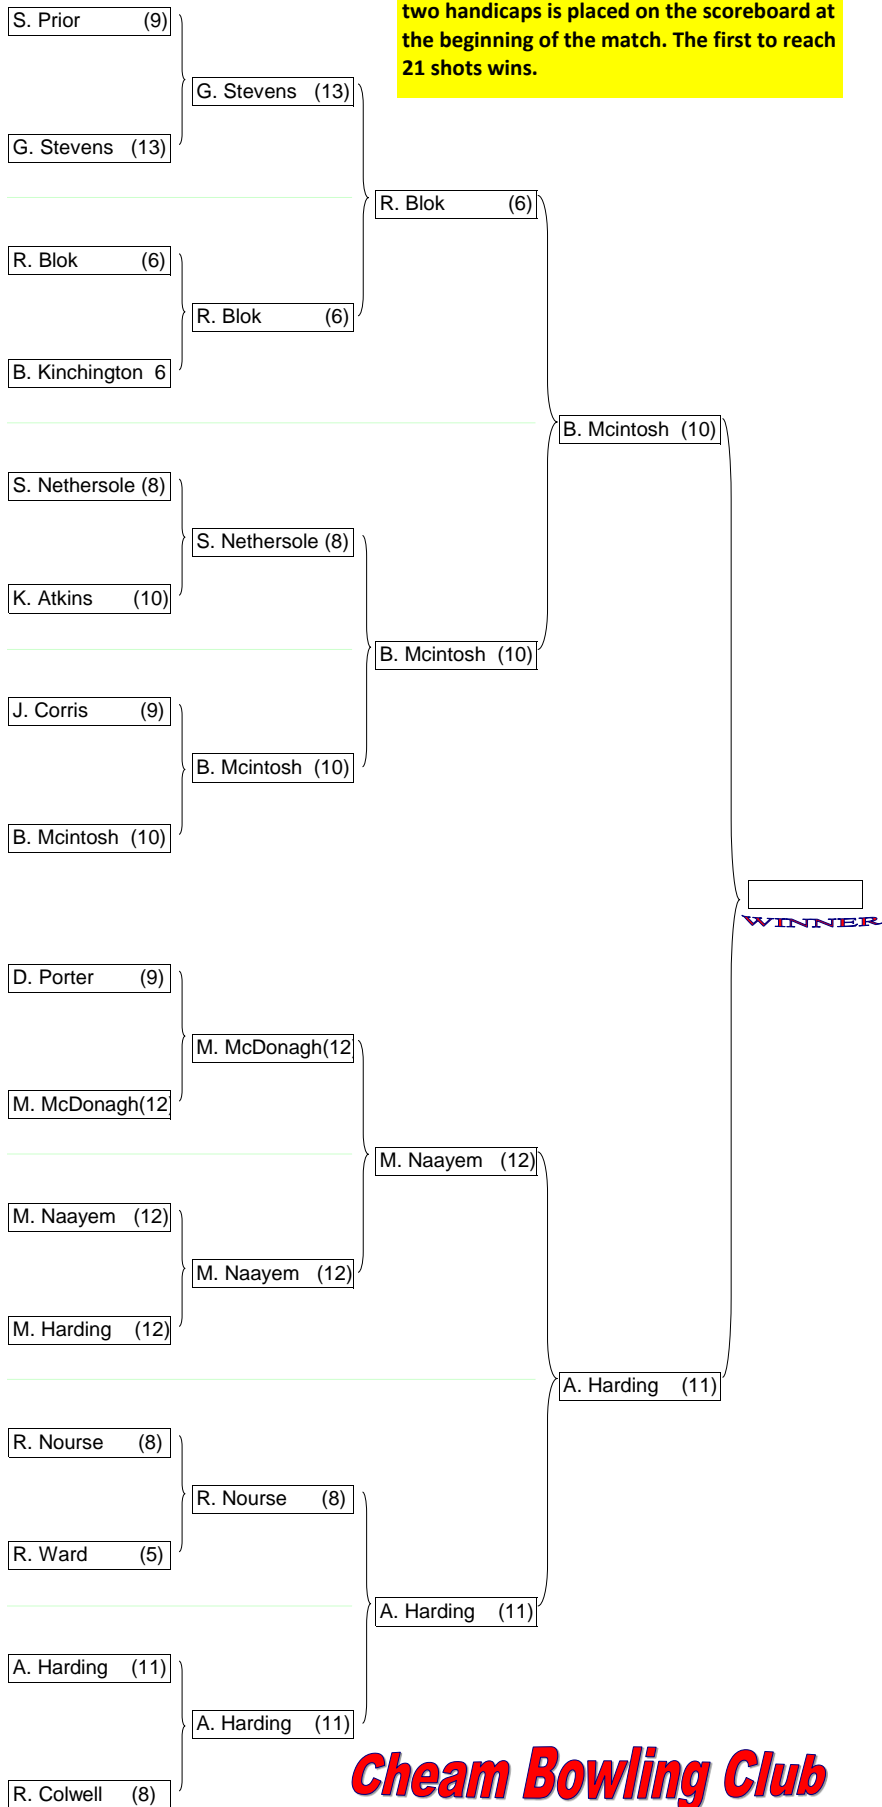 two handicaps is placed on the scoreboard at
the beginning of the match. The first to reach
21 shots wins.
S. Prior (9)
G. Stevens (13)
G. Stevens (13)
R. Blok (6)
R. Blok (6)
R. Blok (6)
B. Kinchington 6
B. Mcintosh (10)
S. Nethersole (8)
S. Nethersole (8)
K. Atkins (10)
B. Mcintosh (10)
J. Corris (9)
B. Mcintosh (10)
B. Mcintosh (10)
WINNER
D. Porter (9)
M. McDonagh(12)
M. McDonagh(12)
M. Naayem (12)
M. Naayem (12)
M. Naayem (12)
M. Harding (12)
A. Harding (11)
R. Nourse (8)
R. Nourse (8)
R. Ward (5)
A. Harding (11)
A. Harding (11)
A. Harding (11)
R. Colwell (8)
Cheam Bowling Club